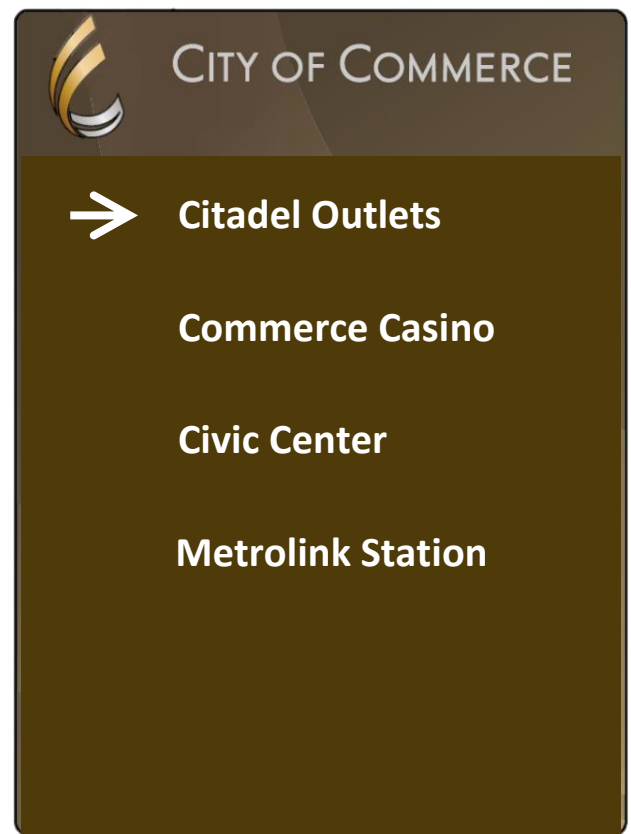 CITY OF COMMERCE
Citadel Outlets
Commerce Casino
Civic Center
Metrolink Station